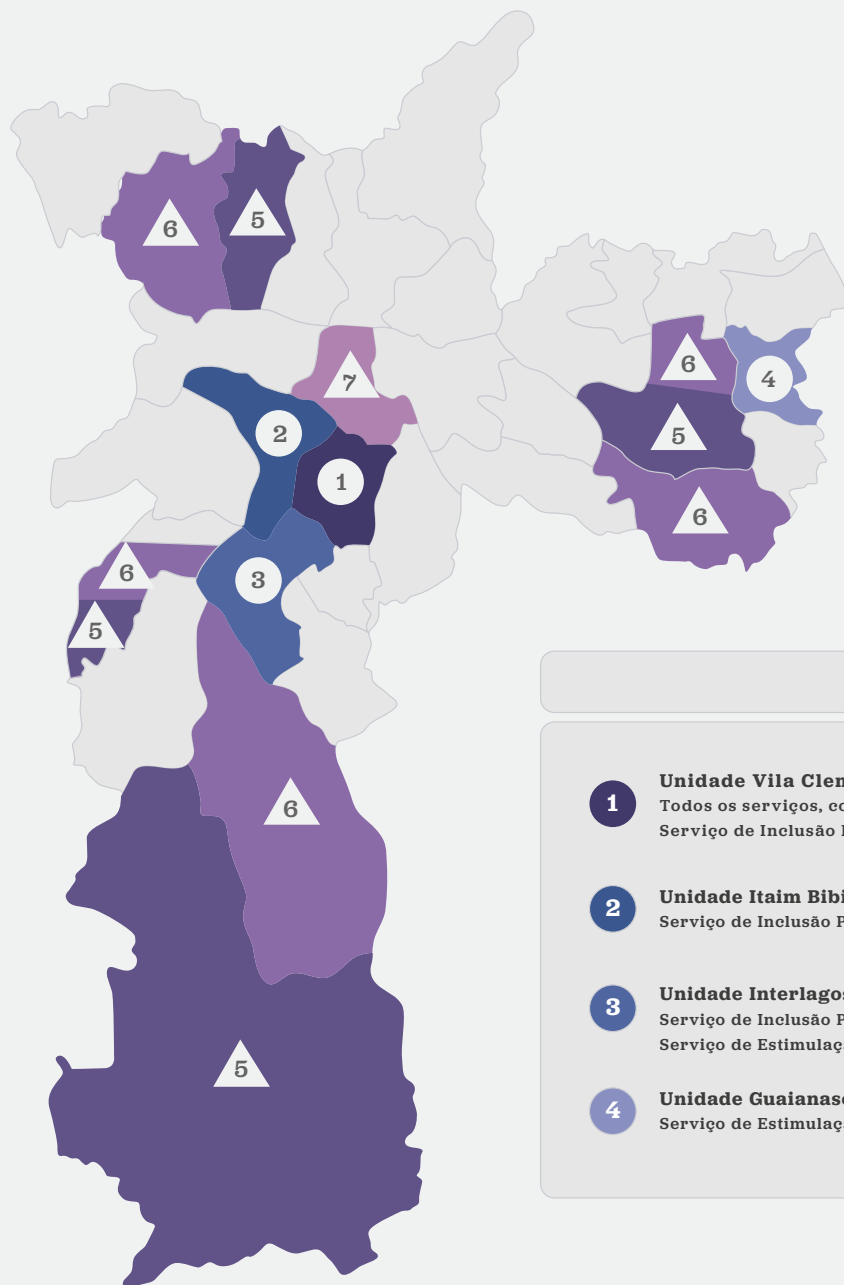 6
5
6
4
7
2
5
1
6
3
6
5
6
5
1
Unidade Vila Clem
Todos os serviços, co
Serviço de Inclusão
2
Unidade Itaim Bibi
Serviço de Inclusão P
3
Unidade Interlagos
Serviço de Inclusão P
Serviço de Estimulaç
4
Unidade Guaianas
Serviço de Estimulaç